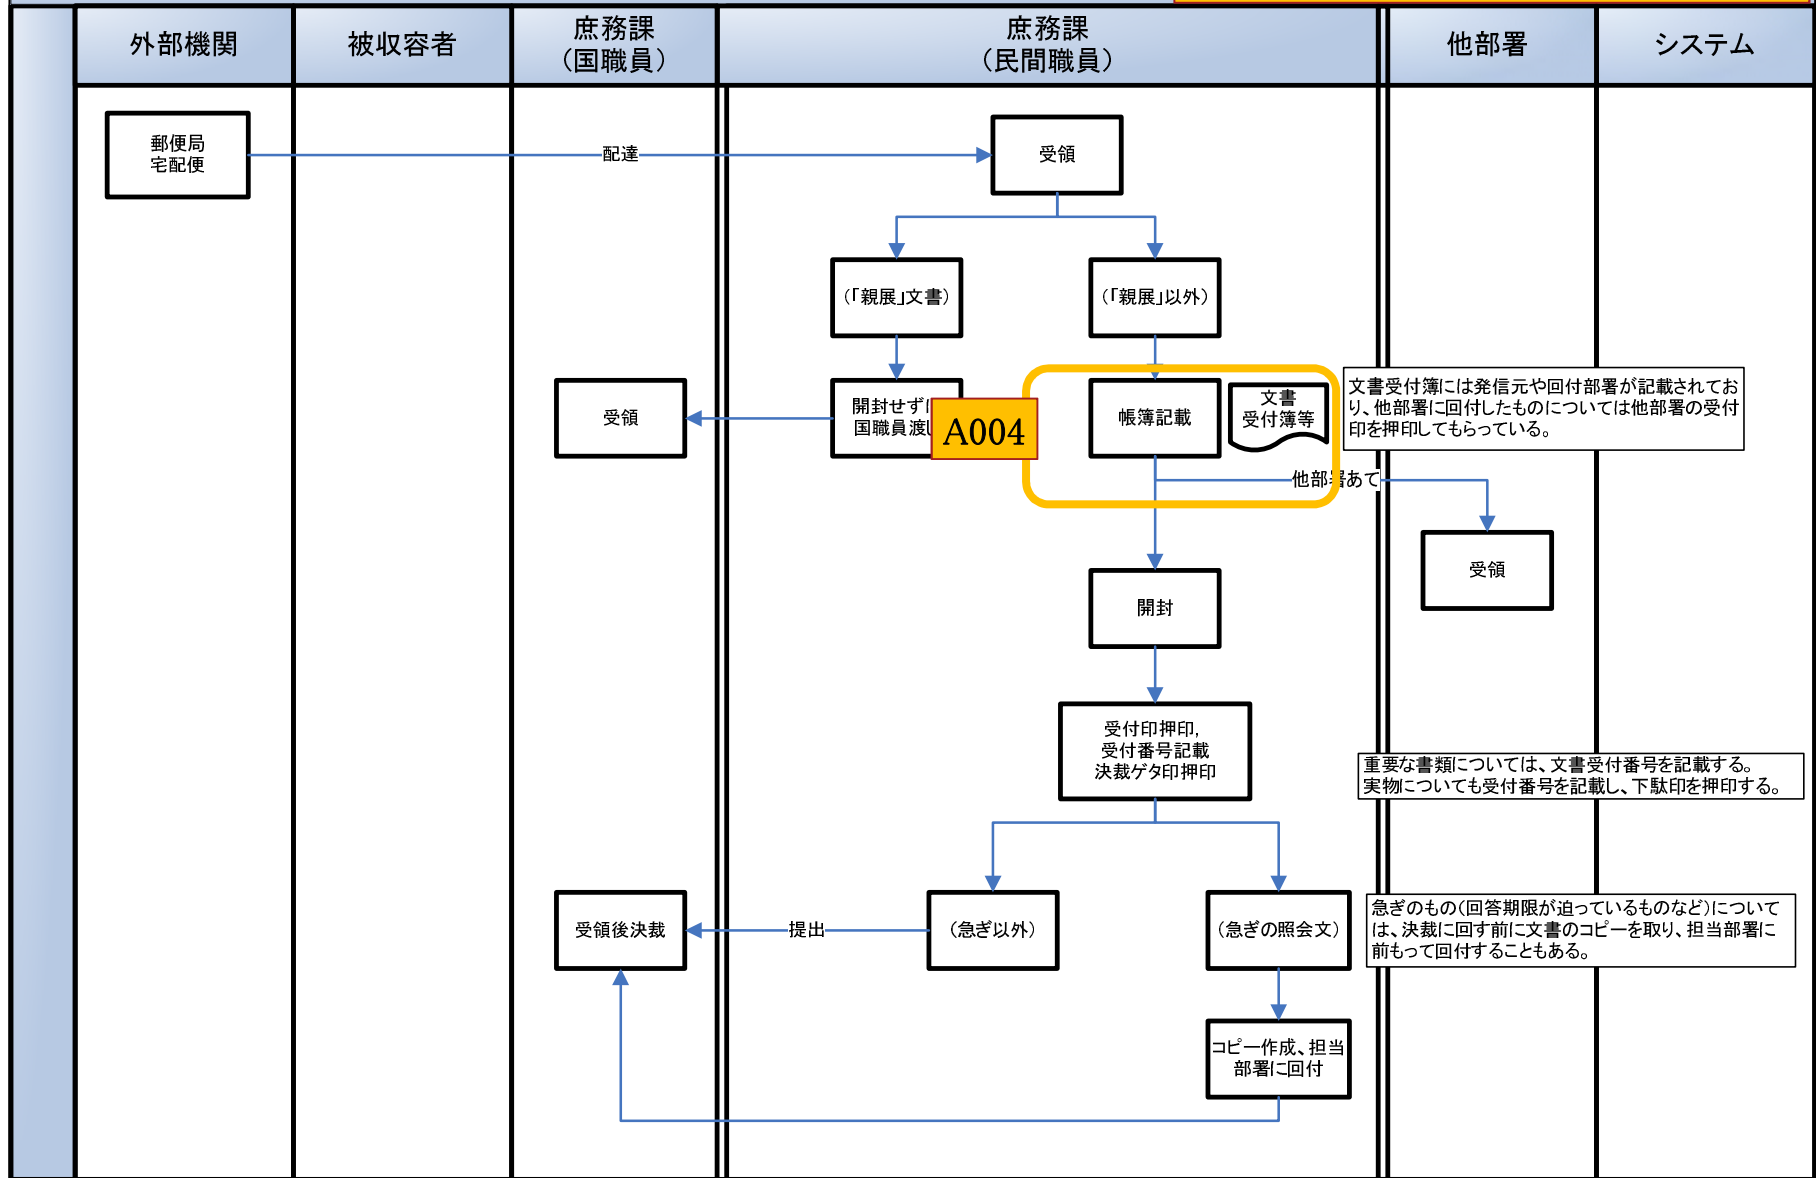 外部機関
被収容者
庶務課
（国職員）
庶務課
（民間職員）
他部署
システム
郵便局
宅配便
配達
受領
（「親展」文書）
（「親展」以外）
受領
開封せずに
国職員渡し
A004
帳簿記載
文書
受付簿等
文書受付簿には発信元や回付部署が記載されてお
り、他部署に回付したものについては他部署の受付
印を押印してもらっている。
他部署あて
受領
開封
受付印押印，
受付番号記載
決裁ゲタ印押印
重要な書類については、文書受付番号を記載する。
実物についても受付番号を記載し、下駄印を押印する。
受領後決裁
提出
（急ぎ以外）
（急ぎの照会文）
急ぎのもの（回答期限が迫っているものなど）について
は、決裁に回す前に文書のコピーを取り、担当部署に
前もって回付することもある。
コピー作成、担当
部署に回付